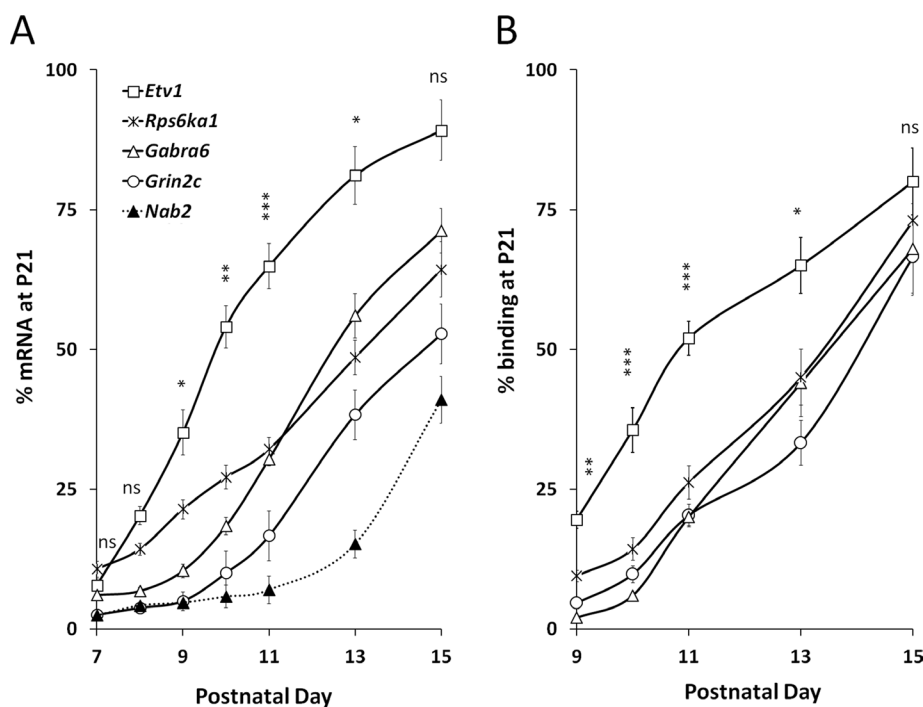 A
% mRNA at P21
100
75
50
25
0
Etv1
Rps6ka1
Gabra6
Grin2c
Nab2
ns
ns
*
**
***
*
ns
7
9
11
13
15
Postnatal Day
B
% binding at P21
100
75
50
25
0
**
***
***
*
ns
9
11
13
15
Postnatal Day